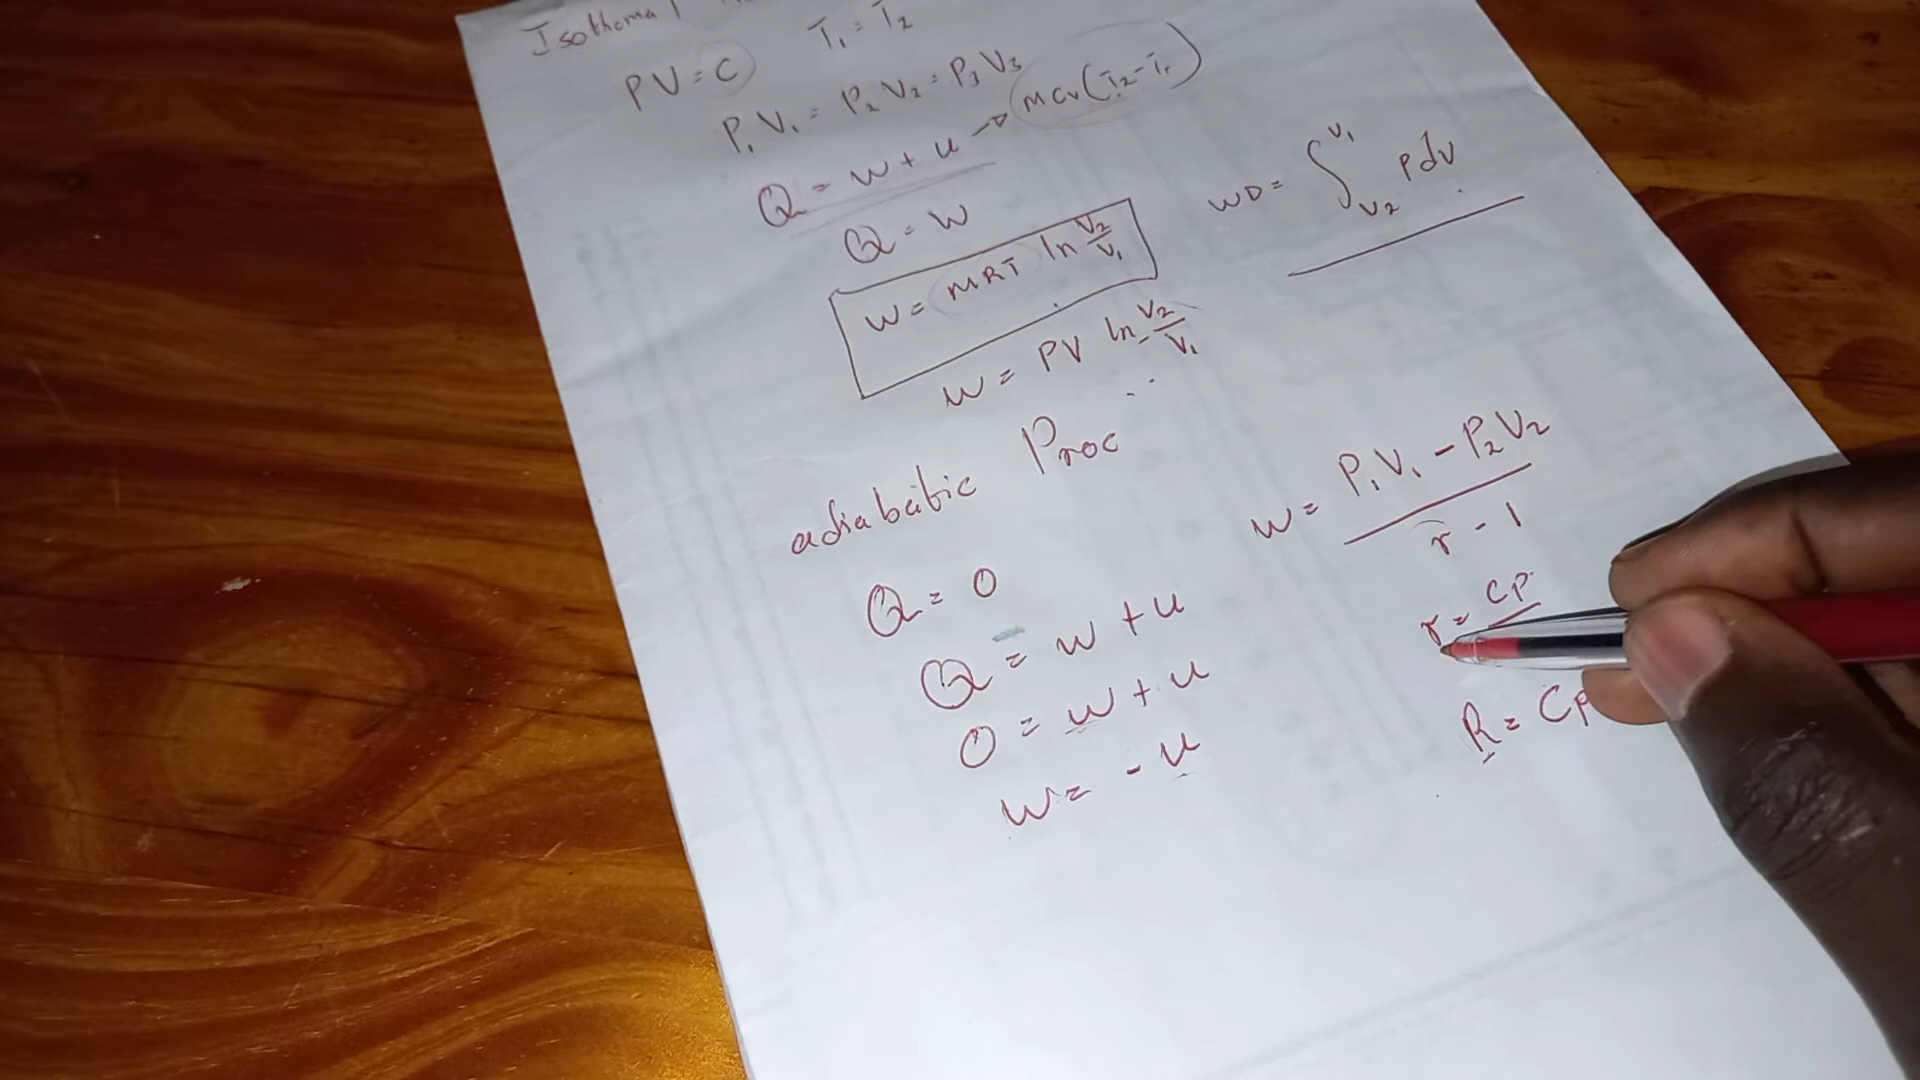 Isothermal
T₁ = T₂
PV = C
P₁V₁ = P₂V₂ = P₃V₃
Q = w + u → mcv(T₂-T₁)
Q = W
WD = ∫ᵥ₂ⱽ¹ Pdv
W = MRT ln V₂/V₁
W = PV ln V₂/V₁
adiabatic Proc
Q = 0
Q = w + u
0 = w + u
w = - u
W = P₁V₁ - P₂V₂ / r - 1
r = CP
R = Cp